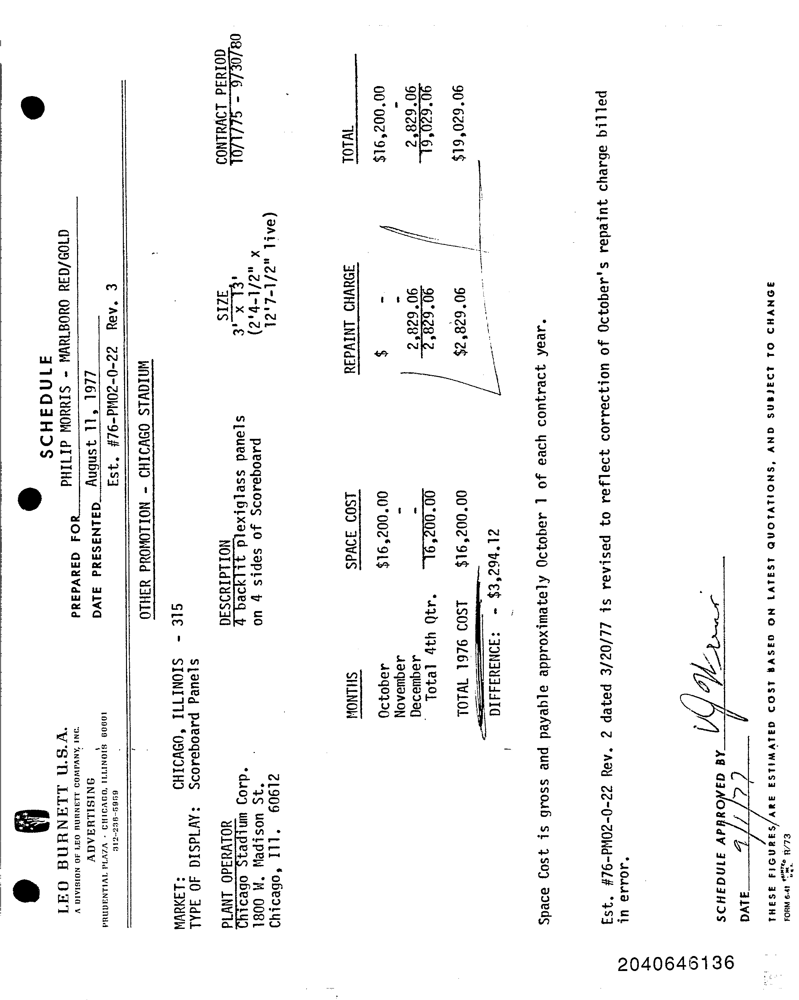 LEO BURNETT U.S.A.
A DIVISION OF LEO BURNETT COMPANY, INC.
ADVERTISING
PRUDENTIAL PLAZA · CHICAGO, ILLINOIS 60601
312-236-5959
SCHEDULE
PREPARED FOR PHILIP MORRIS - MARLBORO RED/GOLD
DATE PRESENTED August 11, 1977
Est. #76-PM02-0-22 Rev. 3
OTHER PROMOTION - CHICAGO STADIUM
MARKET: CHICAGO, ILLINOIS - 315
TYPE OF DISPLAY: Scoreboard Panels
PLANT OPERATOR DESCRIPTION SIZE CONTRACT PERIOD
Chicago Stadium Corp. 4 backlit plexiglass panels 3' x 13' 10/1/75 - 9/30/80
1800 W. Madison St. on 4 sides of Scoreboard (2'4-1/2" x
Chicago, Ill. 60612 12'7-1/2" live)
MONTHS SPACE COST REPAINT CHARGE TOTAL
October $16,200.00 $ - $16,200.00
November - - -
December - 2,829.06 2,829.06
Total 4th Qtr. 16,200.00 2,829.06 19,029.06
TOTAL 1976 COST $16,200.00 $2,829.06 $19,029.06
DIFFERENCE: - $3,294.12
Space Cost is gross and payable approximately October 1 of each contract year.
Est. #76-PM02-0-22 Rev. 2 dated 3/20/77 is revised to reflect correction of October's repaint charge billed
in error.
SCHEDULE APPROVED BY
DATE 9/1/77
THESE FIGURES ARE ESTIMATED COST BASED ON LATEST QUOTATIONS, AND SUBJECT TO CHANGE
FORM 6-41 R/73
2040646136